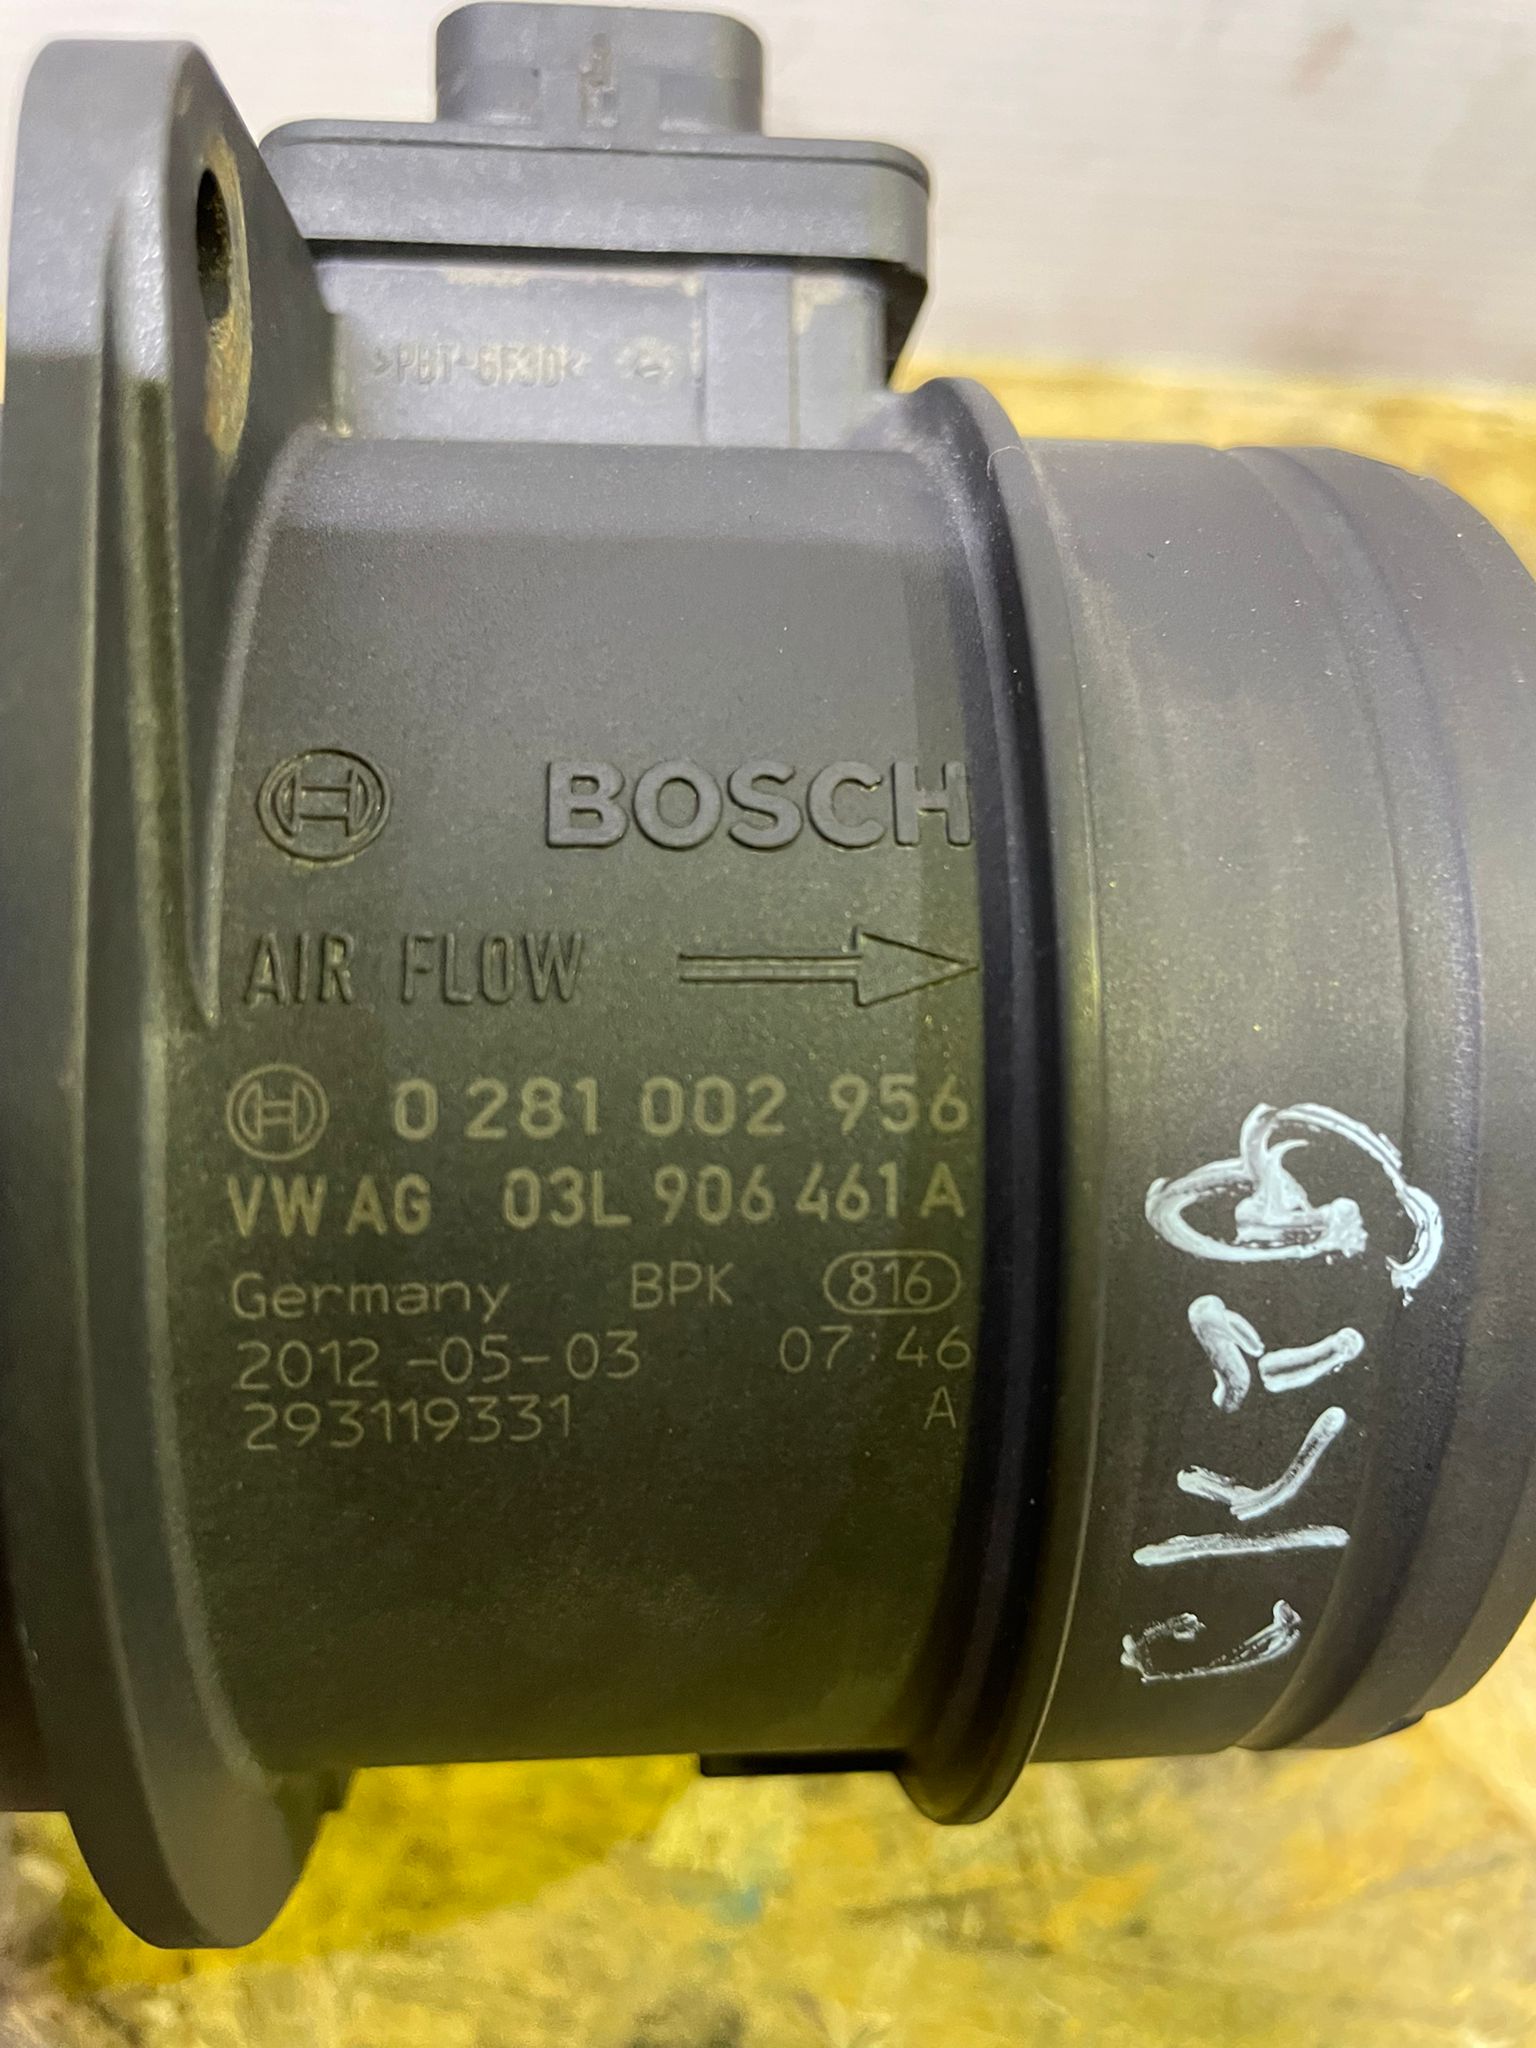 >PBT-GF30<
BOSCH
AIR FLOW
0 281 002 956
VW AG 03L 906 461 A
Germany BPK 816
2012-05-03 07:46
293119331 A